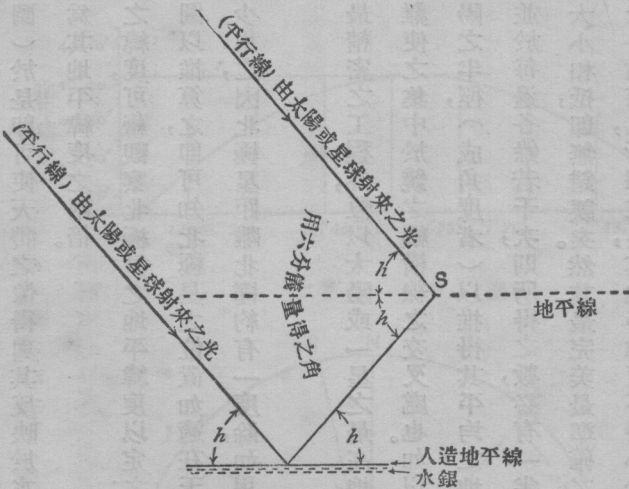 (平行線)由太陽或星球射來之光
(平行線)由太陽或星球射來之光
用六分儀量得之角
h
S
h
地平線
h
h
人造地平線
水銀